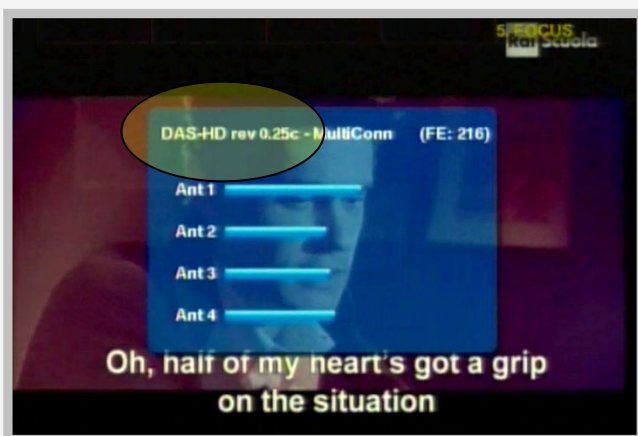 5. FOCUS
Rai Scuola
DAS-HD rev 0.25c - MultiConn (FE: 216)
Ant 1
Ant 2
Ant 3
Ant 4
Oh, half of my heart's got a grip
on the situation